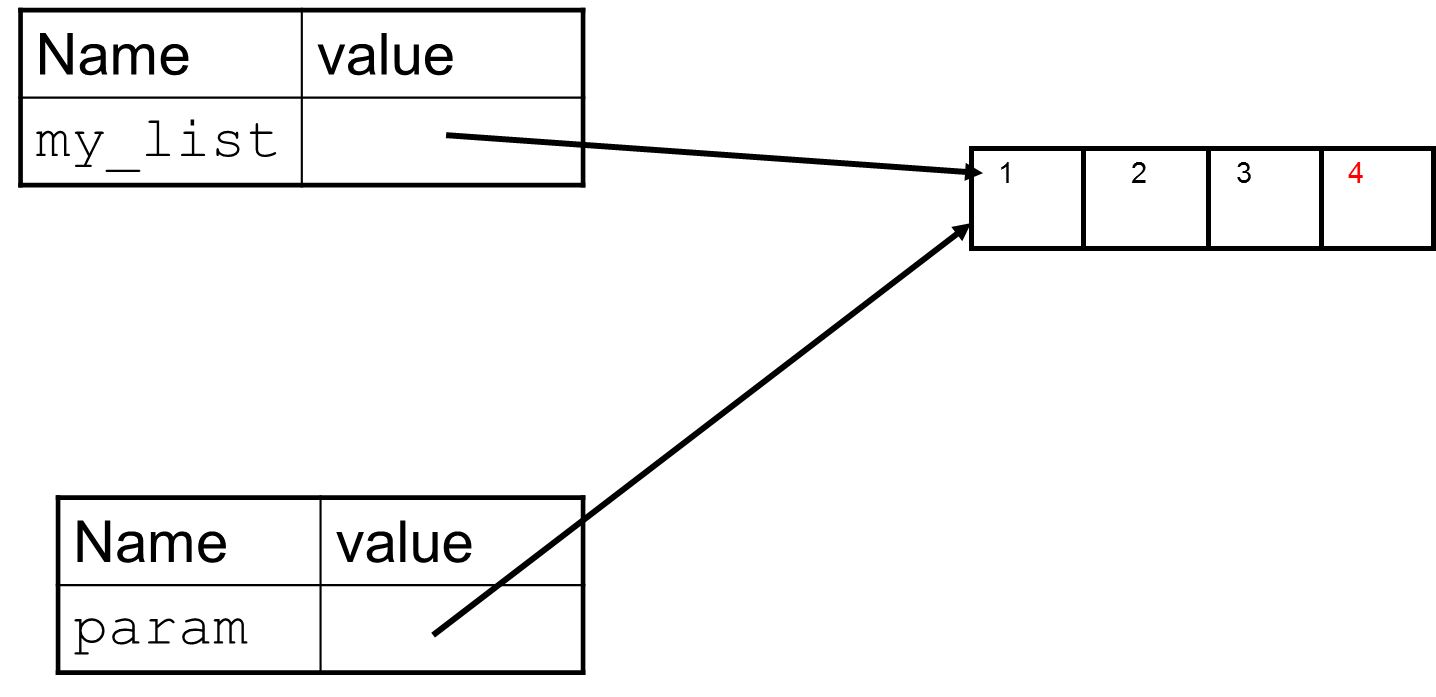 Name value
my_list
1 2 3 4
Name value
param